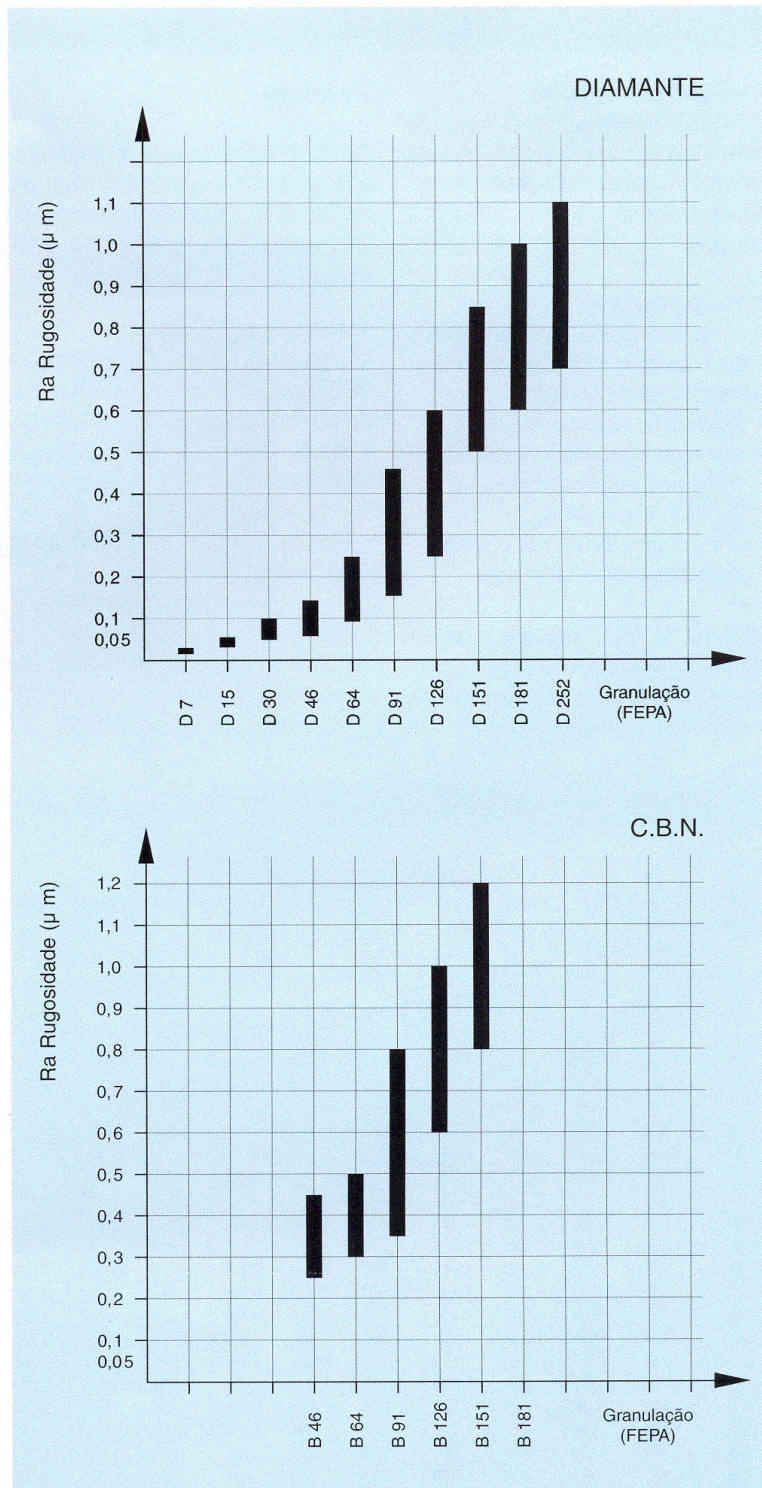 DIAMANTE
Ra Rugosidade (µ m)
1,1
1,0
0,9
0,8
0,7
0,6
0,5
0,4
0,3
0,2
0,1
0,05
D 7
D 15
D 30
D 46
D 64
D 91
D 126
D 151
D 181
D 252
Granulação
(FEPA)
C.B.N.
Ra Rugosidade (µ m)
1,2
1,1
1,0
0,9
0,8
0,7
0,6
0,5
0,4
0,3
0,2
0,1
0,05
B 46
B 64
B 91
B 126
B 151
B 181
Granulação
(FEPA)